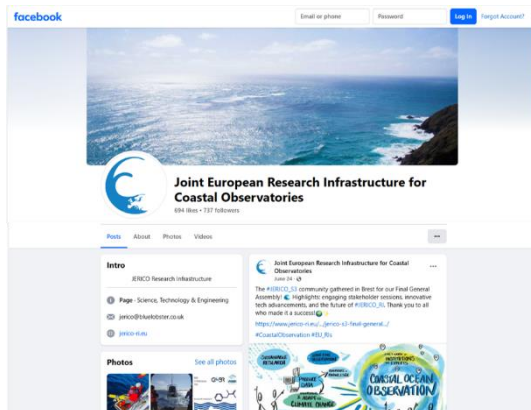 facebook
Email or phone
Password
Log In
Forgot Account?
Joint European Research Infrastructure for
Coastal Observatories
694 likes • 737 followers
Posts
About
Photos
Videos
Intro
JERICO Research Infrastructure
Page · Science, Technology & Engineering
jerico@bluelobster.co.uk
jerico-ri.eu
Photos
See all photos
Joint European Research Infrastructure for Coastal
Observatories
June 24
The #JERICO_S3 community gathered in Brest for our Final General
Assembly! Highlights: engaging stakeholder sessions, innovative
tech advancements, and the future of #JERICO_RI. Thank you to all
who made it a success!
https://www.jerico-ri.eu/.../jerico-s3-final-general.../
#CoastalObservation #EU_RIs
SUSTAINABLE
RESEARCH
COASTAL OCEAN
OBSERVATION
CLIMATE CHANGE